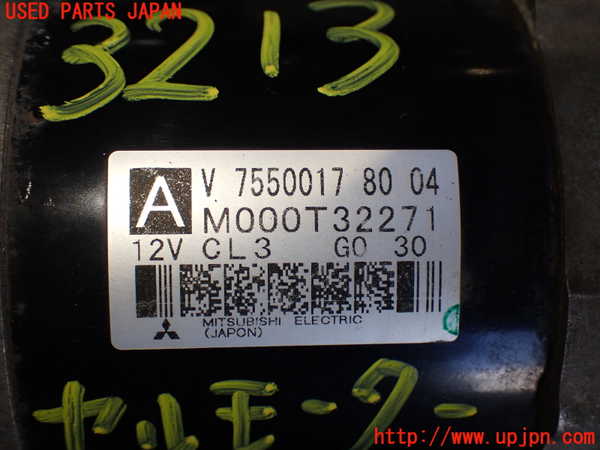 USED PARTS JAPAN
3213
A
V 7550017 80 04
M000T32271
12V CL3 G0 30
MITSUBISHI ELECTRIC
(JAPON)
セルモーター
http://www.upjpn.com/